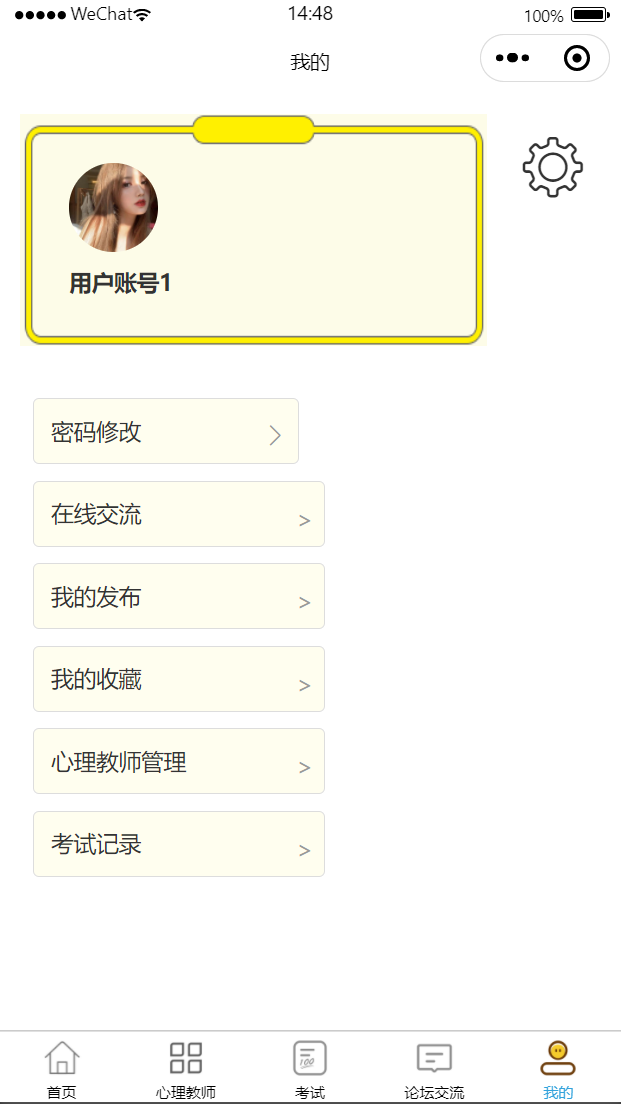 ●●●●● WeChat 14:48 100%
我的
用户账号1
密码修改
在线交流 >
我的发布 >
我的收藏 >
心理教师管理 >
考试记录 >
100
首页 心理教师 考试 论坛交流 我的